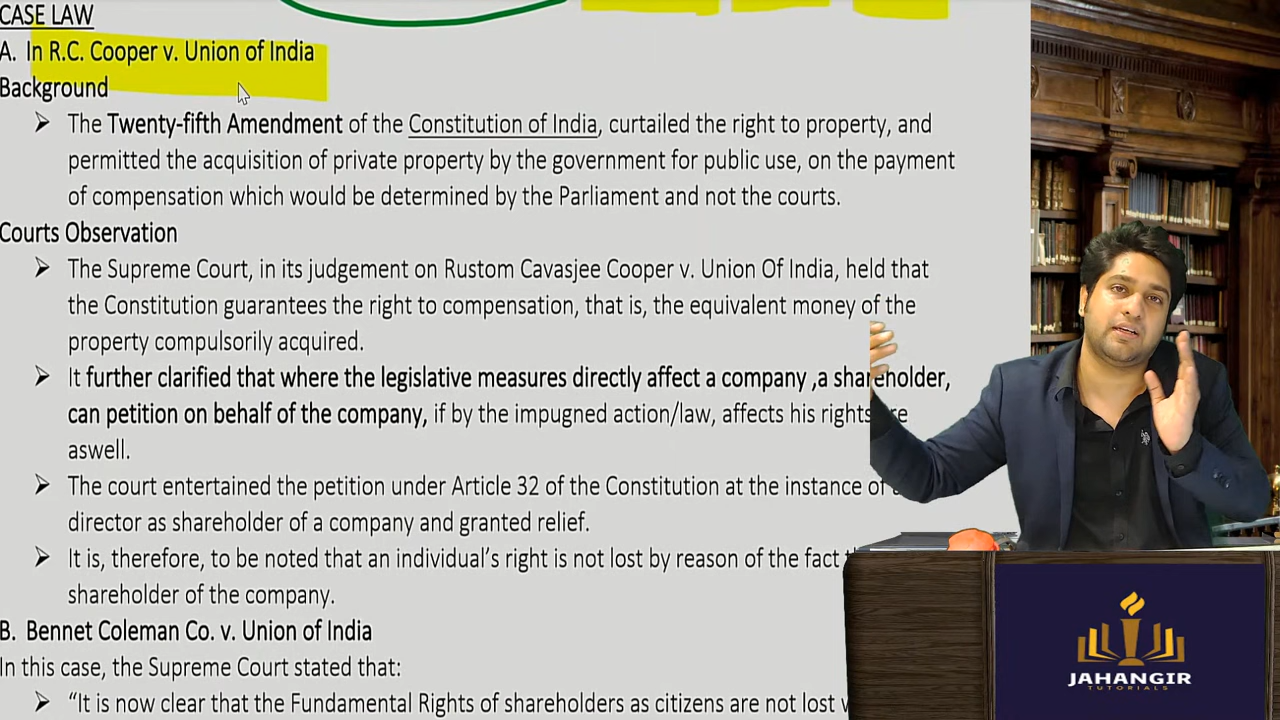 CASE LAW
A. In R.C. Cooper v. Union of India
Background
➢ The Twenty-fifth Amendment of the Constitution of India, curtailed the right to property, and
permitted the acquisition of private property by the government for public use, on the payment
of compensation which would be determined by the Parliament and not the courts.
Courts Observation
➢ The Supreme Court, in its judgement on Rustom Cavasjee Cooper v. Union Of India, held that
the Constitution guarantees the right to compensation, that is, the equivalent money of the
property compulsorily acquired.
➢ It further clarified that where the legislative measures directly affect a company ,a shareholder,
can petition on behalf of the company, if by the impugned action/law, affects his rights
aswell.
➢ The court entertained the petition under Article 32 of the Constitution at the instance of
director as shareholder of a company and granted relief.
➢ It is, therefore, to be noted that an individual's right is not lost by reason of the fact
shareholder of the company.
B. Bennet Coleman Co. v. Union of India
In this case, the Supreme Court stated that:
➢ “It is now clear that the Fundamental Rights of shareholders as citizens are not lost
JAHANGIR
TUTORIALS